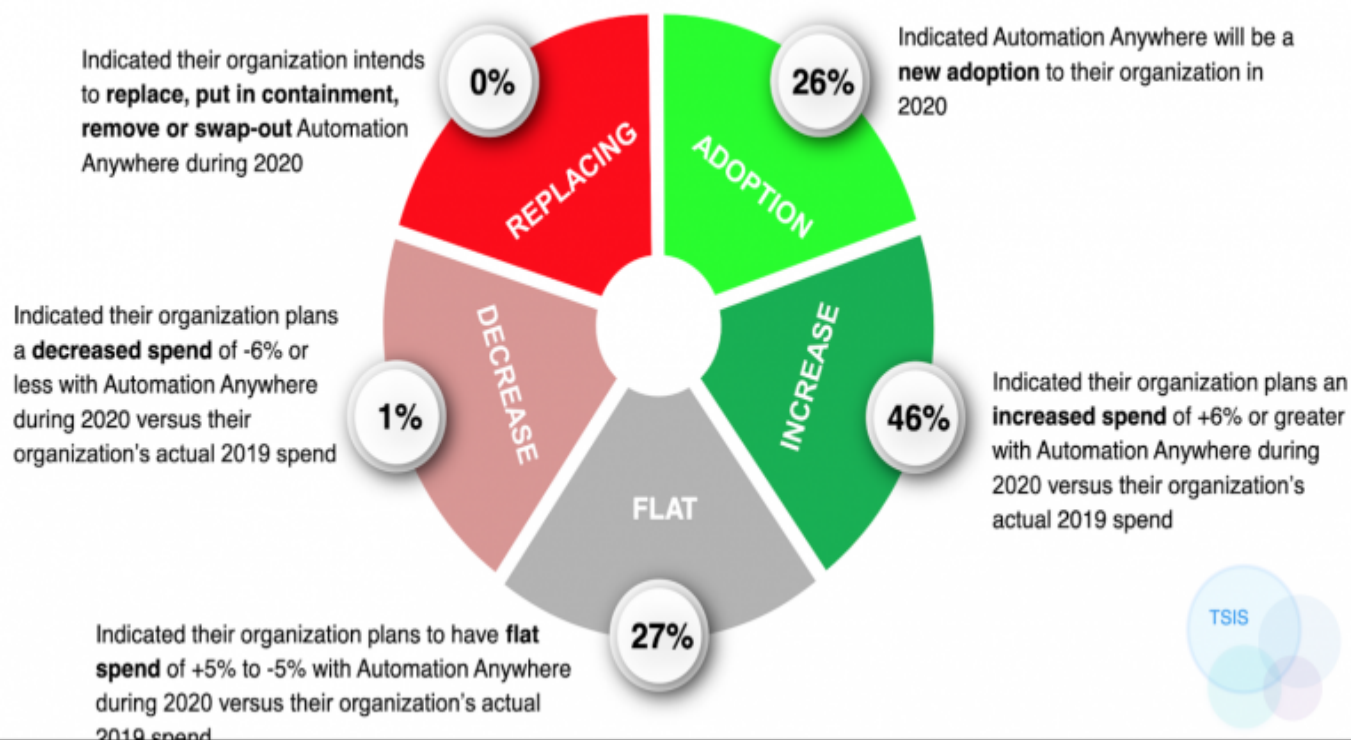 Indicated their organization intends
to replace, put in containment,
remove or swap-out Automation
Anywhere during 2020
0%
REPLACING
26%
ADOPTION
Indicated Automation Anywhere will be a
new adoption to their organization in
2020
Indicated their organization plans
a decreased spend of -6% or
less with Automation Anywhere
during 2020 versus their
organization's actual 2019 spend
1%
DECREASE
INCREASE
46%
Indicated their organization plans an
increased spend of +6% or greater
with Automation Anywhere during
2020 versus their organization's
actual 2019 spend
FLAT
27%
Indicated their organization plans to have flat
spend of +5% to -5% with Automation Anywhere
during 2020 versus their organization's actual
2019 spend
TSIS